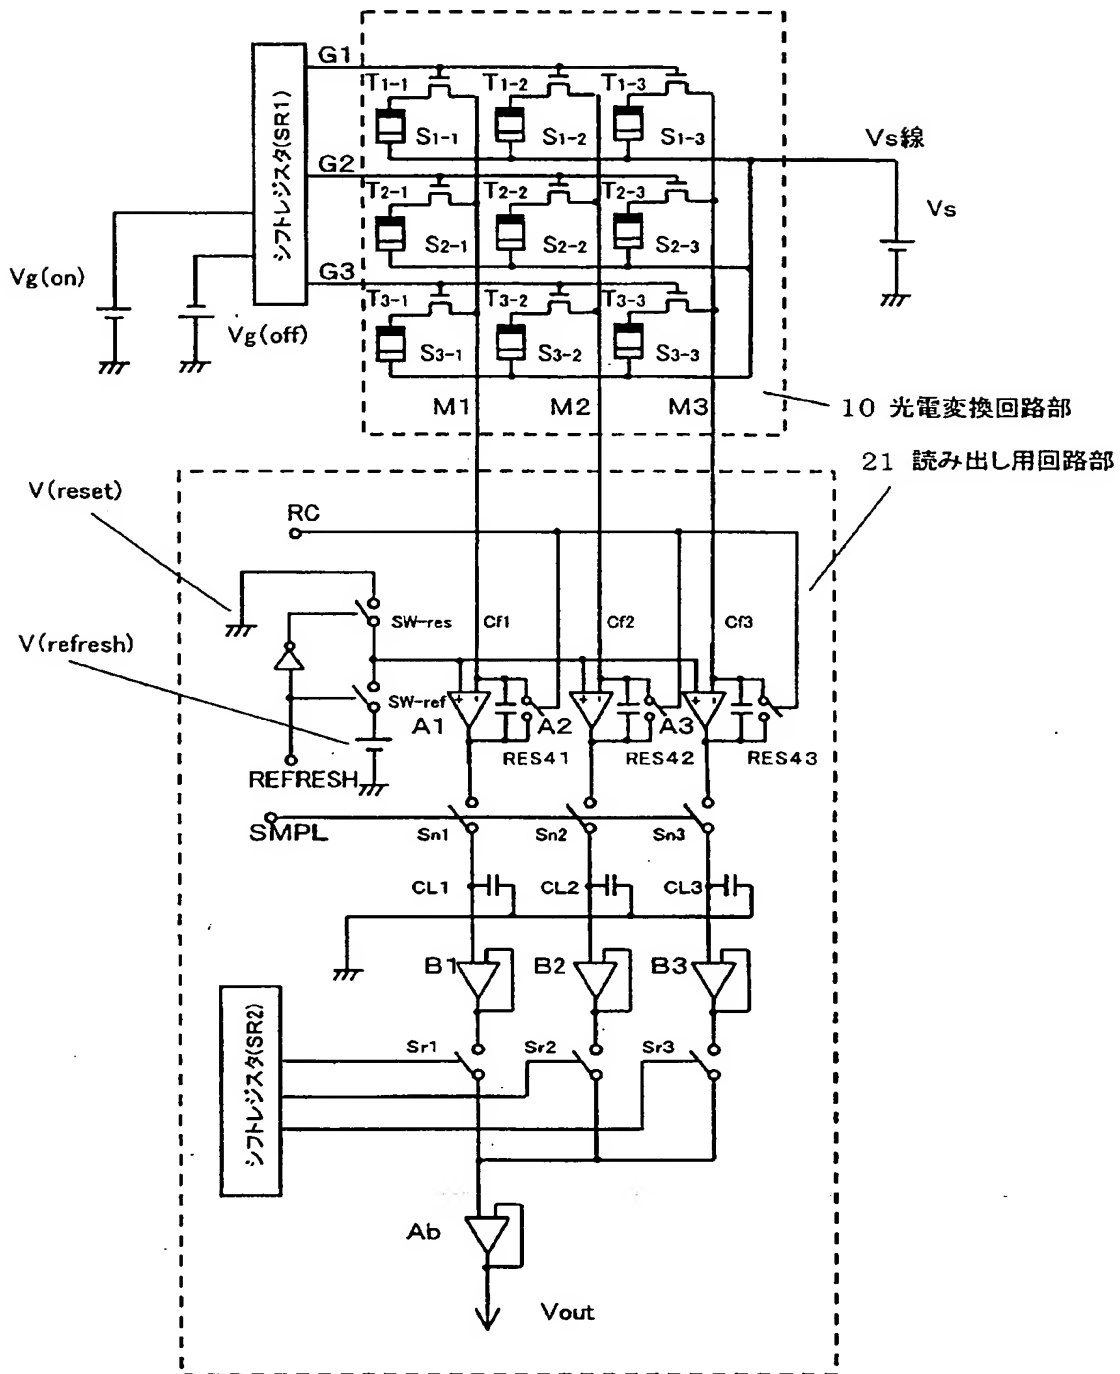 G1
T1-1
T1-2
T1-3
S1-1
S1-2
S1-3
Vs線
シフトレジスタ(SR1)
G2
T2-1
T2-2
T2-3
Vs
S2-1
S2-2
S2-3
Vg(on)
G3
T3-1
T3-2
T3-3
Vg(off)
S3-1
S3-2
S3-3
M1
M2
M3
10 光電変換回路部
21 読み出し用回路部
V(reset)
RC
SW-res
Cf1
Cf2
Cf3
V(refresh)
SW-ref
+
-
+
-
+
-
A1
A2
A3
RES41
RES42
RES43
REFRESH
SMPL
Sn1
Sn2
Sn3
CL1
CL2
CL3
B1
B2
B3
シフトレジスタ(SR2)
Sr1
Sr2
Sr3
Ab
Vout